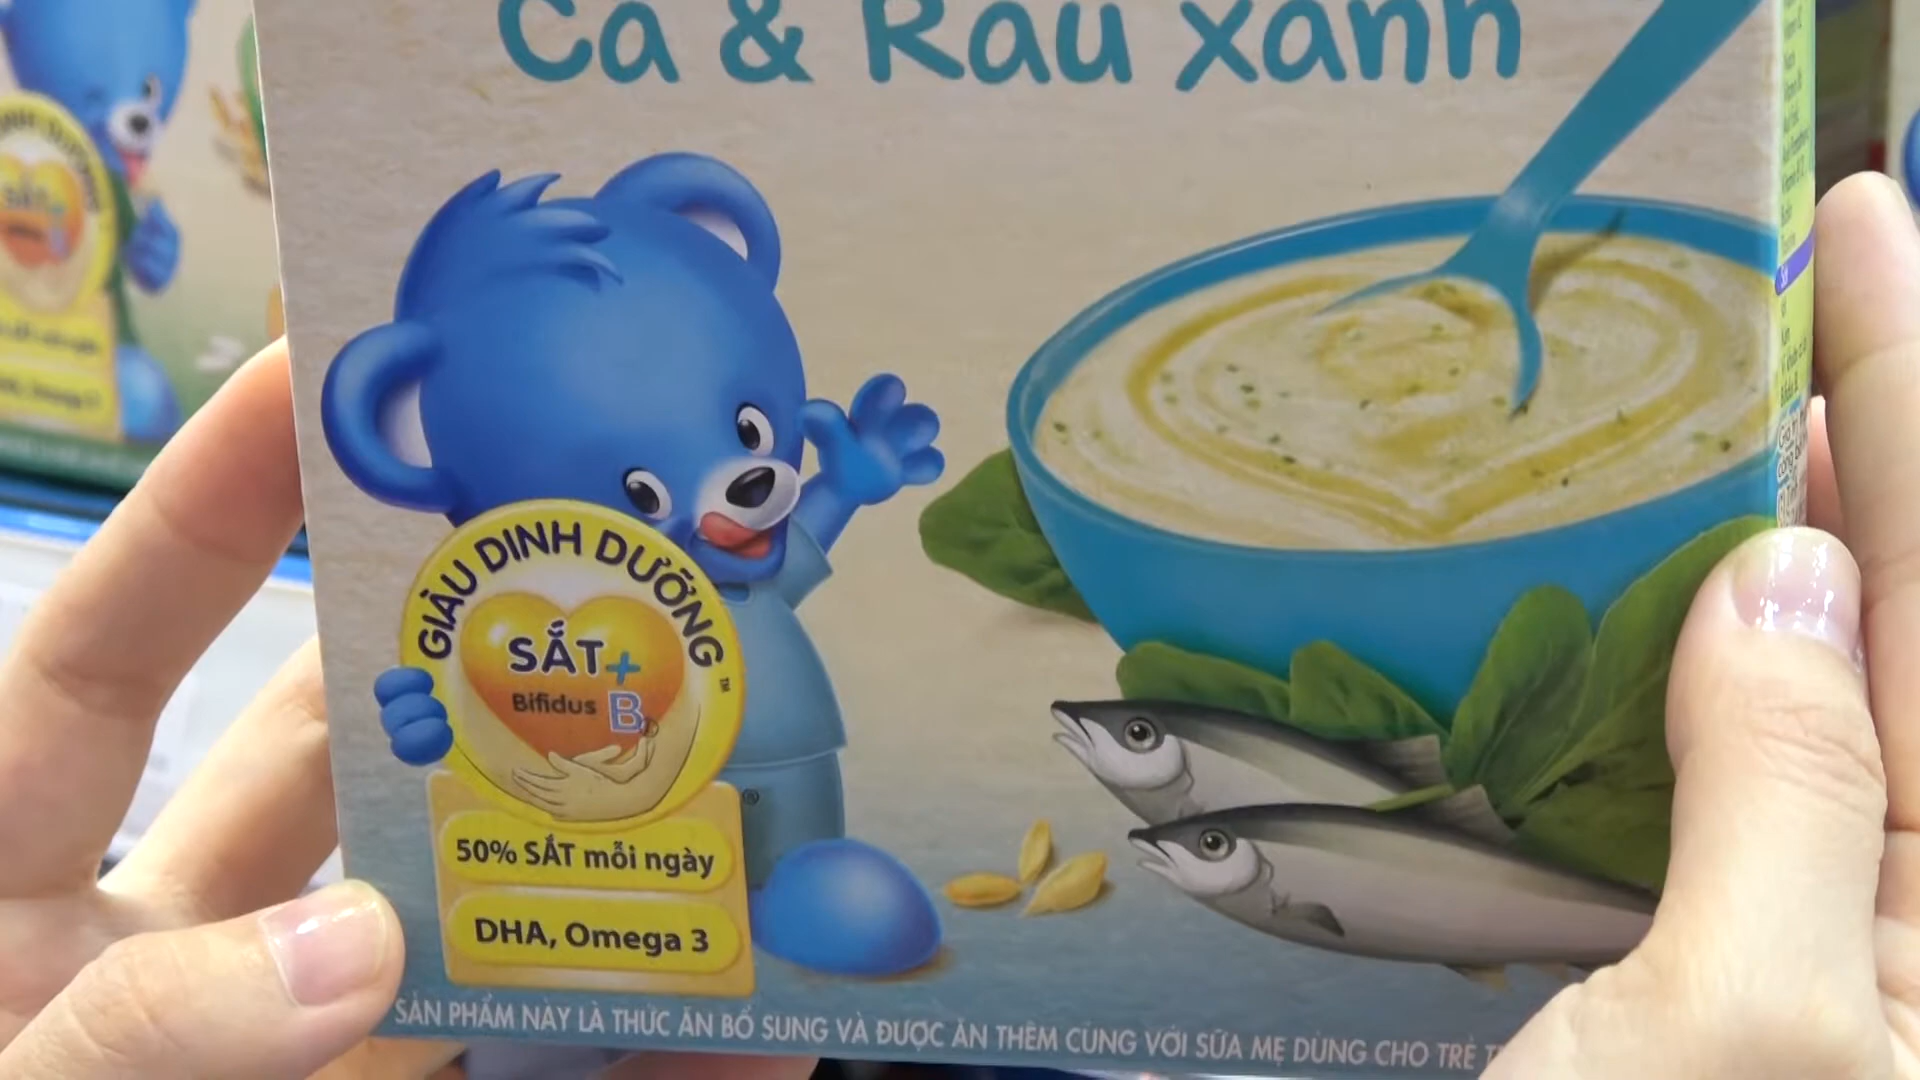 Cá & Rau xanh
GIÀU DINH DƯỠNG™
SẮT+
Bifidus B
50% SẮT mỗi ngày
DHA, Omega 3
®
SẢN PHẨM NÀY LÀ THỨC ĂN BỔ SUNG VÀ ĐƯỢC ĂN THÊM CÙNG VỚI SỮA MẸ DÙNG CHO TRẺ